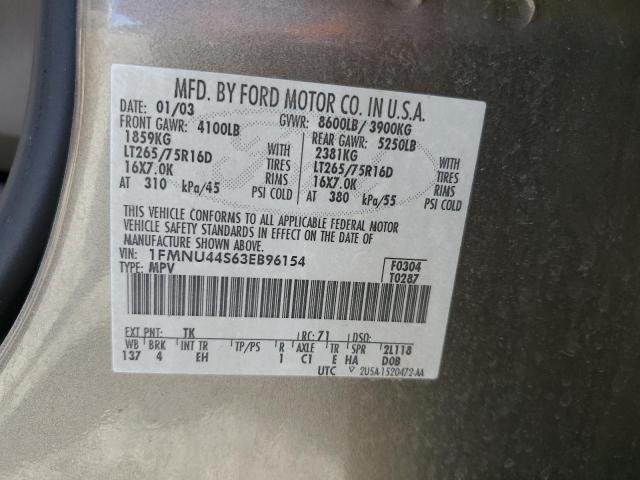 MFD. BY FORD MOTOR CO. IN U.S.A.
DATE: 01/03 GVWR: 8600LB/ 3900KG
FRONT GAWR: 4100LB REAR GAWR: 5250LB
1859KG WITH 2381KG WITH
LT265/75R16D TIRES LT265/75R16D TIRES
16X7.0K RIMS 16X7.0K RIMS
AT 310 kPa/45 PSI COLD AT 380 kPa/55 PSI COLD
THIS VEHICLE CONFORMS TO ALL APPLICABLE FEDERAL MOTOR
VEHICLE SAFETY STANDARDS IN EFFECT ON THE DATE OF
MANUFACTURE SHOWN ABOVE.
VIN: 1FMNU44S63EB96154 F0304
TYPE: MPV T0287
EXT PNT: TK RC: 71 DSO:
WB BRK INT TR TP/PS R AXLE TR SPR 2L118
137 4 EH 1 C1 E HA D0B
UTC ▽ 2U5A-1520472-AA